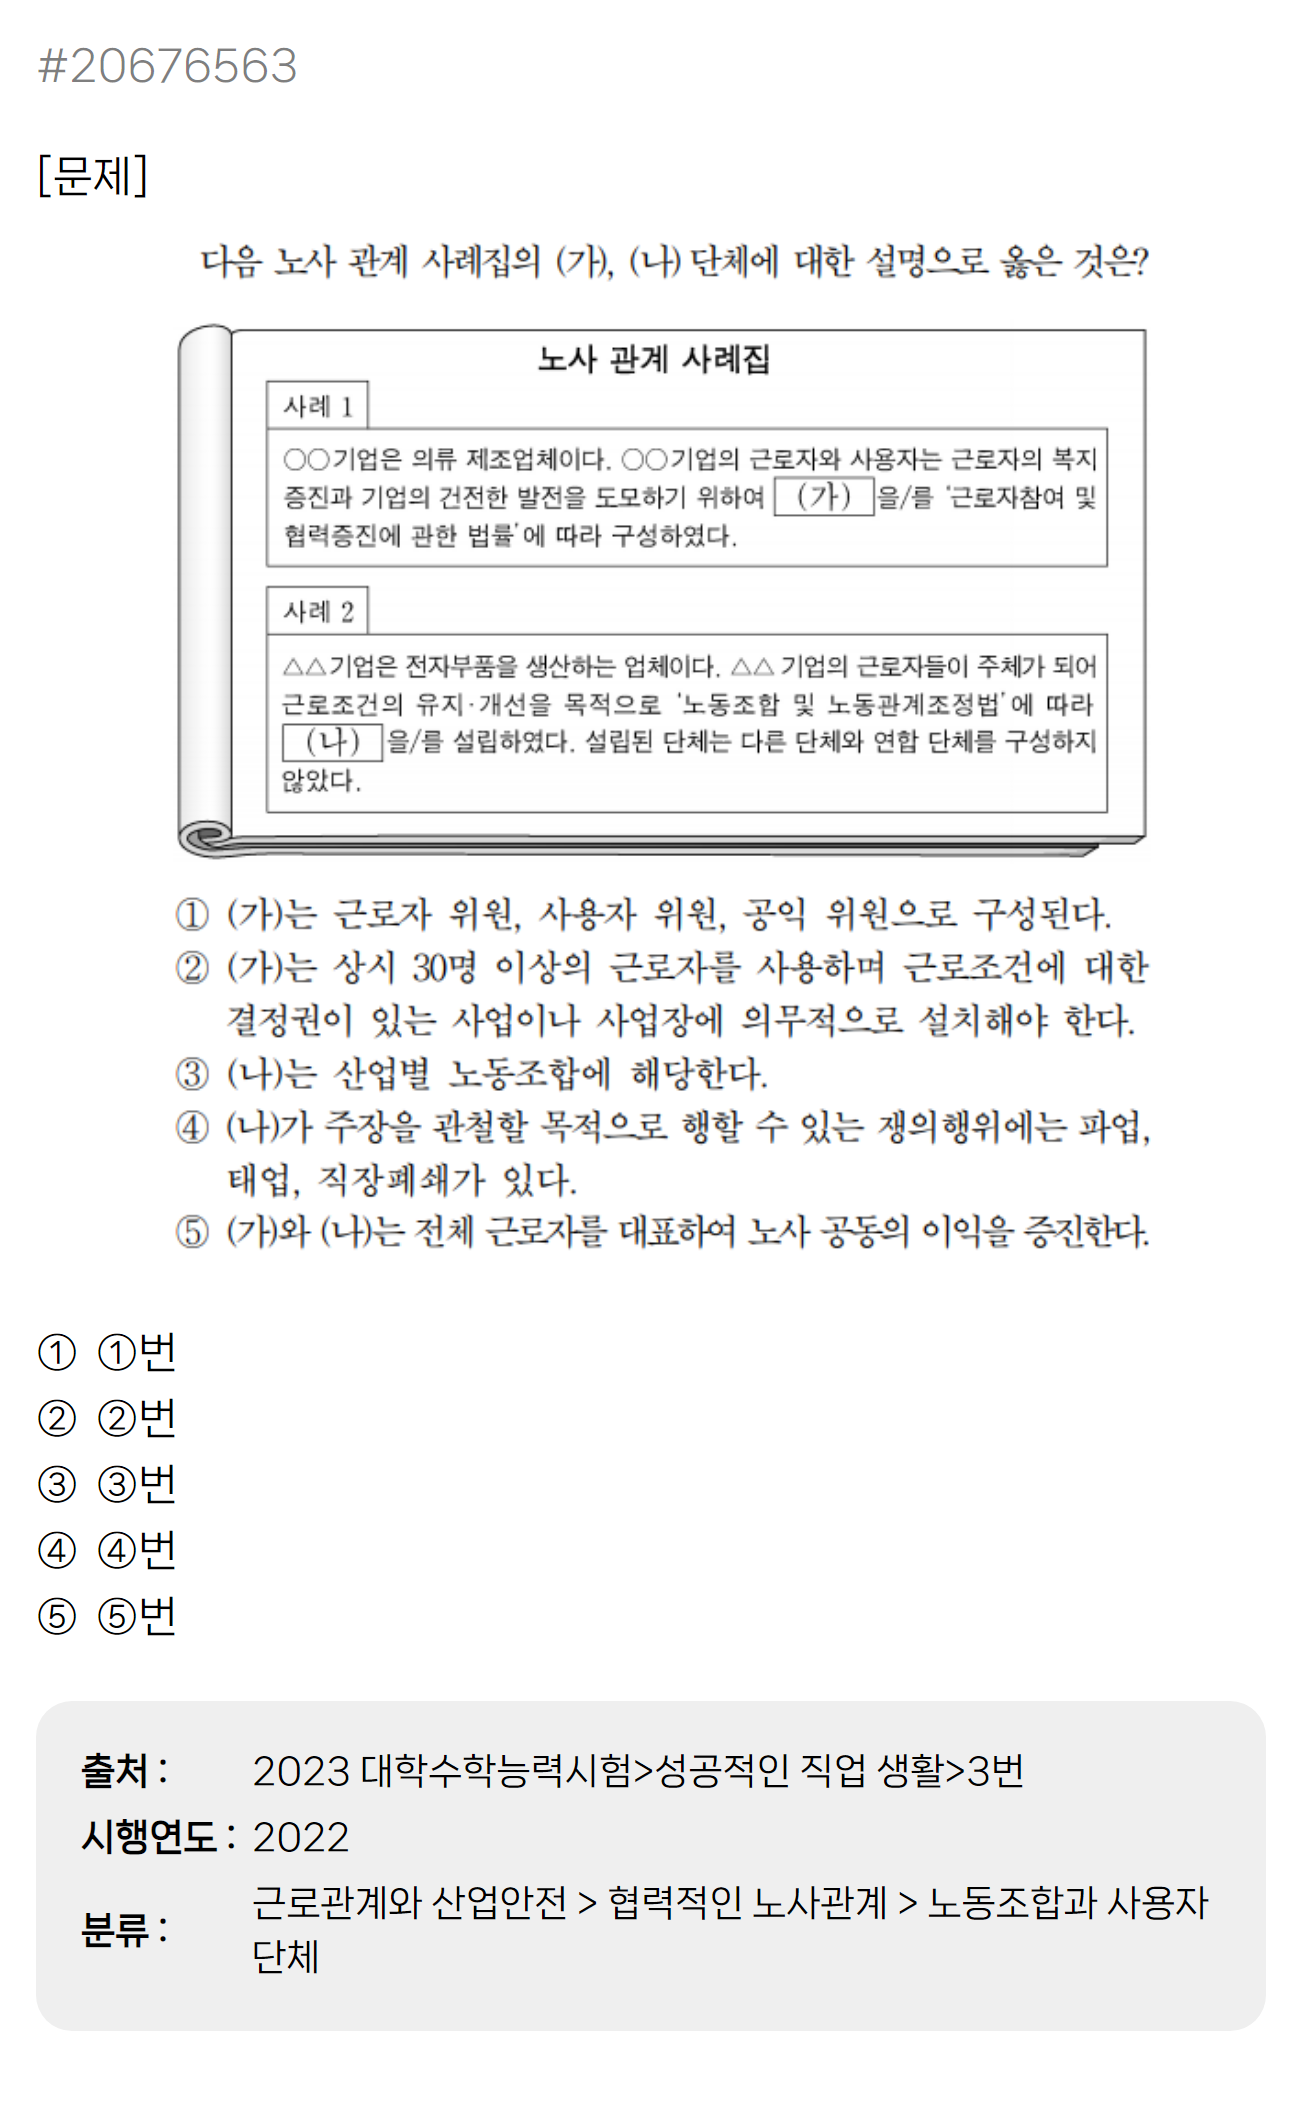 #20676563
[문제]
다음 노사 관계 사례집의 (가), (나) 단체에 대한 설명으로 옳은 것은?
노사 관계 사례집
사례 1
○○기업은 의류 제조업체이다. ○○기업의 근로자와 사용자는 근로자의 복지
증진과 기업의 건전한 발전을 도모하기 위하여 (가) 을/를 '근로자참여 및
협력증진에 관한 법률'에 따라 구성하였다.
사례 2
△△기업은 전자부품을 생산하는 업체이다. △△ 기업의 근로자들이 주체가 되어
근로조건의 유지·개선을 목적으로 '노동조합 및 노동관계조정법'에 따라
(나) 을/를 설립하였다. 설립된 단체는 다른 단체와 연합 단체를 구성하지
않았다.
① (가)는 근로자 위원, 사용자 위원, 공익 위원으로 구성된다.
② (가)는 상시 30명 이상의 근로자를 사용하며 근로조건에 대한
결정권이 있는 사업이나 사업장에 의무적으로 설치해야 한다.
③ (나)는 산업별 노동조합에 해당한다.
④ (나)가 주장을 관철할 목적으로 행할 수 있는 쟁의행위에는 파업,
태업, 직장폐쇄가 있다.
⑤ (가)와 (나)는 전체 근로자를 대표하여 노사 공동의 이익을 증진한다.
① ①번
② ②번
③ ③번
④ ④번
⑤ ⑤번
출처 : 2023 대학수학능력시험>성공적인 직업 생활>3번
시행연도 : 2022
분류 : 근로관계와 산업안전 > 협력적인 노사관계 > 노동조합과 사용자
단체